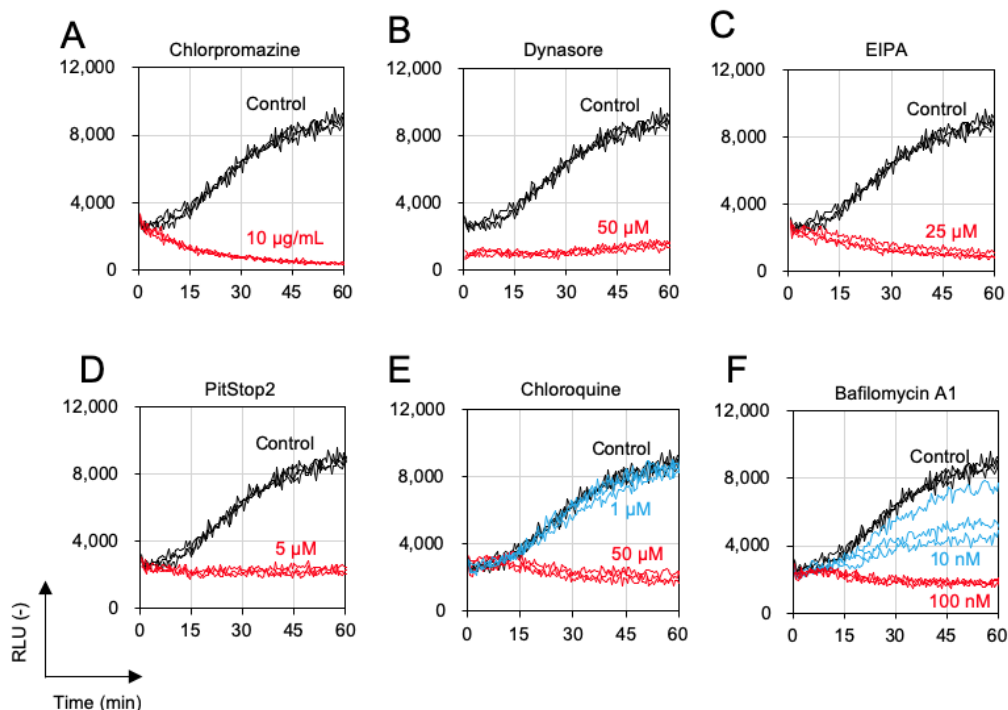 A
Chlorpromazine
12,000
8,000
4,000
0
Control
10 µg/mL
0 15 30 45 60
B
Dynasore
12,000
8,000
4,000
0
Control
50 µM
0 15 30 45 60
C
EIPA
12,000
8,000
4,000
0
Control
25 µM
0 15 30 45 60
D
PitStop2
12,000
8,000
4,000
0
Control
5 µM
0 15 30 45 60
E
Chloroquine
12,000
8,000
4,000
0
Control
1 µM
50 µM
0 15 30 45 60
F
Bafilomycin A1
12,000
8,000
4,000
0
Control
10 nM
100 nM
0 15 30 45 60
RLU (-)
Time (min)